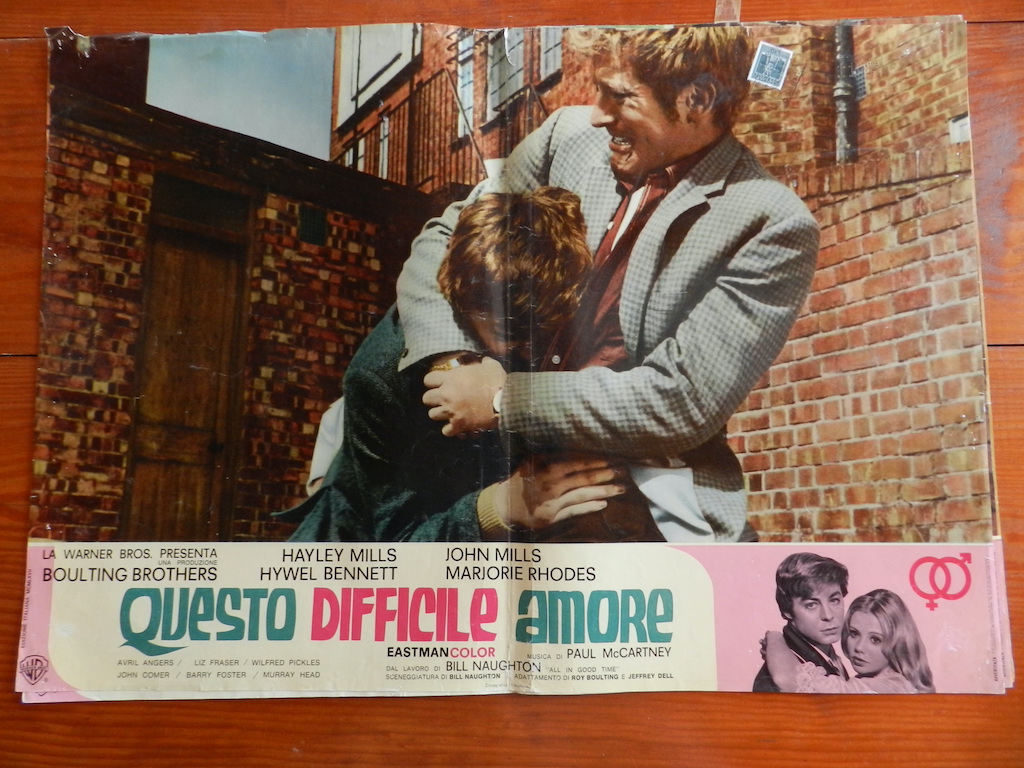 LA WARNER BROS. PRESENTA
UNA PRODUZIONE
BOULTING BROTHERS
HAYLEY MILLS JOHN MILLS
HYWEL BENNETT MARJORIE RHODES
QUESTO DIFFICILE AMORE
EASTMANCOLOR
MUSICA DI PAUL McCARTNEY
AVRIL ANGERS / LIZ FRASER / WILFRED PICKLES
JOHN COMER / BARRY FOSTER / MURRAY HEAD
DAL LAVORO DI BILL NAUGHTON "ALL IN GOOD TIME"
SCENEGGIATURA DI BILL NAUGHTON ADATTAMENTO DI ROY BOULTING E JEFFREY DELL
WB